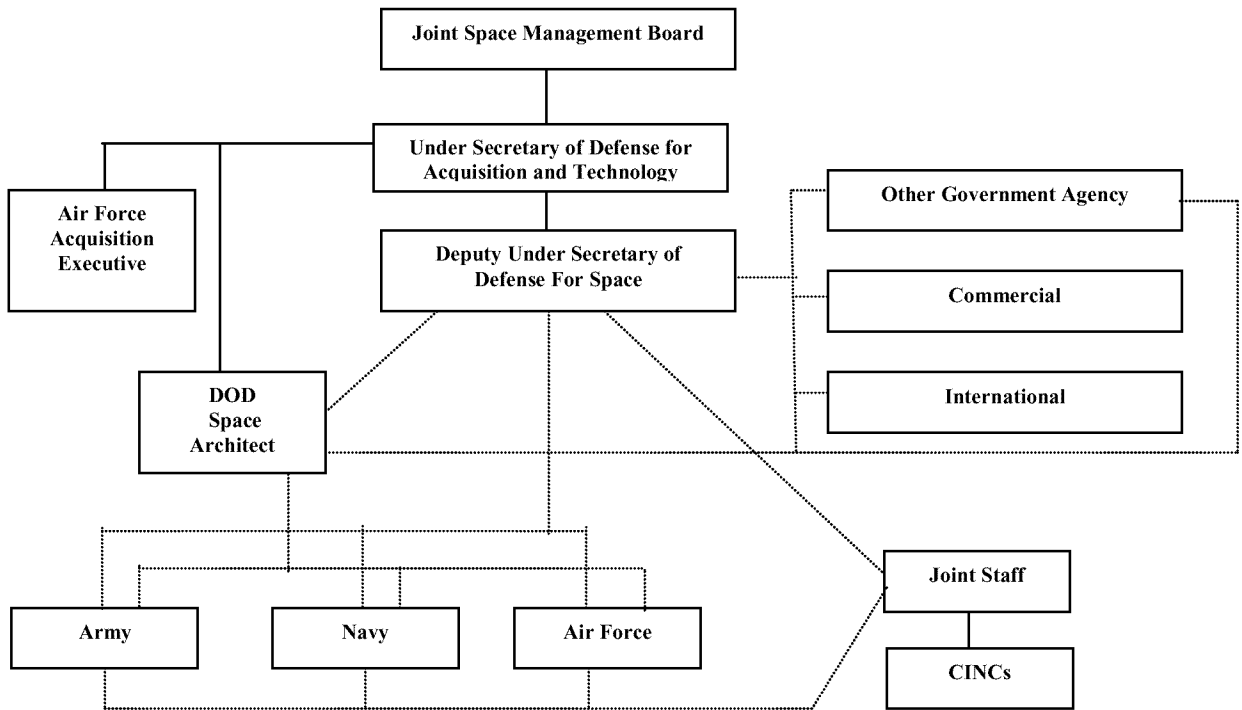 Joint Space Management Board
Under Secretary of Defense for
Acquisition and Technology
Air Force
Acquisition
Executive
Deputy Under Secretary of
Defense For Space
Other Government Agency
Commercial
International
DOD
Space
Architect
Army
Navy
Air Force
Joint Staff
CINCs